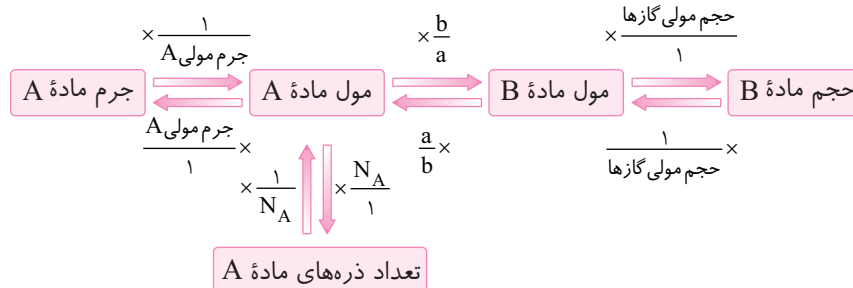 × ۱ / جرم مولی A
× b / a
× حجم مولی گازها / ۱
جرم مادهٔ A
مول مادهٔ A
مول مادهٔ B
حجم مادهٔ B
جرم مولی A / ۱ ×
a / b ×
۱ / حجم مولی گازها ×
× ۱ / N_A
× N_A / ۱
تعداد ذره‌های مادهٔ A